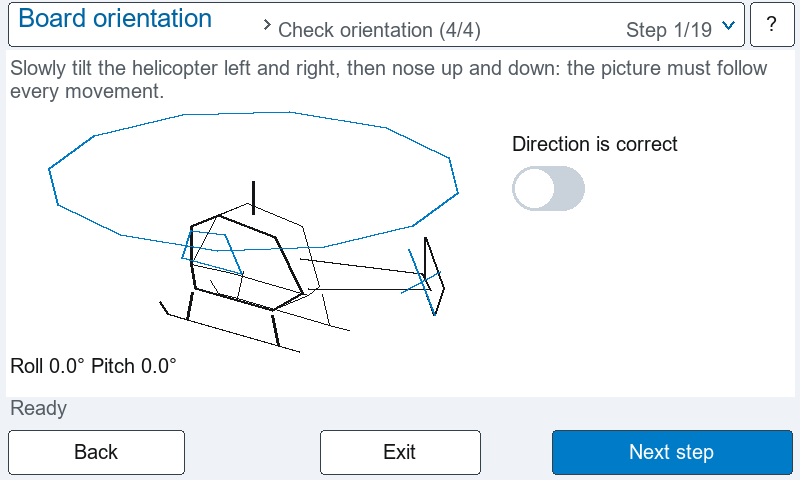 Board orientation
› Check orientation (4/4)
Step 1/19
?
Slowly tilt the helicopter left and right, then nose up and down: the picture must follow
every movement.
Direction is correct
Roll 0.0° Pitch 0.0°
Ready
Back
Exit
Next step